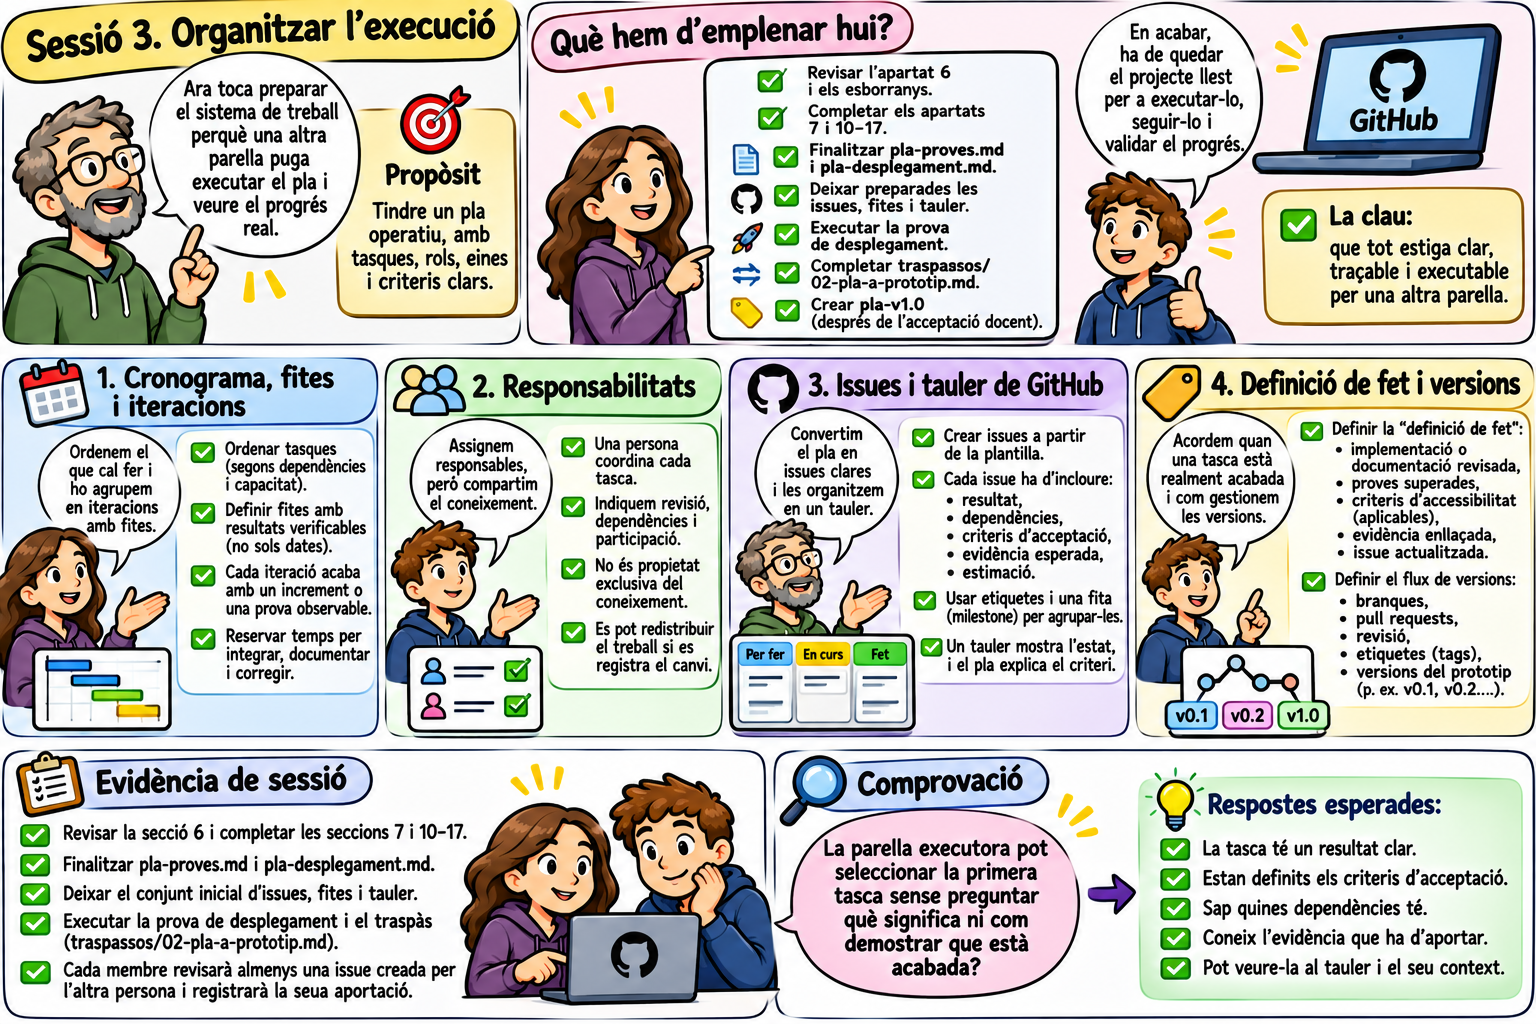 Sessió 3. Organitzar l'execució
Ara toca preparar
el sistema de treball
perquè una altra
parella puga
executar el pla i
veure el progrés
real.
Propòsit
Tindre un pla
operatiu, amb
tasques, rols, eines
i criteris clars.
Què hem d'emplenar hui?
Revisar l'apartat 6
i els esborranys.
Completar els apartats
7 i 10–17.
Finalitzar pla-proves.md
i pla-desplegament.md.
Deixar preparades les
issues, fites i tauler.
Executar la prova
de desplegament.
Completar traspassos/
02-pla-a-prototip.md.
Crear pla-v1.0
(després de l'acceptació docent).
En acabar,
ha de quedar
el projecte llest
per a executar-lo,
seguir-lo i
validar el progrés.
GitHub
La clau:
que tot estiga clar,
traçable i executable
per una altra parella.
1. Cronograma, fites
i iteracions
Ordenem el
que cal fer i
ho agrupem
en iteracions
amb fites.
Ordenar tasques
(segons dependències
i capacitat).
Definir fites amb
resultats verificables
(no sols dates).
Cada iteració acaba
amb un increment o
una prova observable.
Reservar temps per
integrar, documentar
i corregir.
2. Responsabilitats
Assignem
responsables,
però compartim
el coneixement.
Una persona
coordina cada
tasca.
Indiquem revisió,
dependències i
participació.
No és propietat
exclusiva del
coneixement.
Es pot redistribuir
el treball si es
registra el canvi.
3. Issues i tauler de GitHub
Convertim
el pla en
issues clares
i les organitzem
en un tauler.
Per fer
En curs
Fet
Crear issues a partir
de la plantilla.
Cada issue ha d'incloure:
• resultat,
• dependències,
• criteris d'acceptació,
• evidència esperada,
• estimació.
Usar etiquetes i una fita
(milestone) per agrupar-les.
Un tauler mostra l'estat,
i el pla explica el criteri.
4. Definició de fet i versions
Acordem quan
una tasca està
realment acabada
i com gestionem
les versions.
v0.1
v0.2
v1.0
Definir la "definició de fet":
• implementació o
documentació revisada,
• proves superades,
• criteris d'accessibilitat
(aplicables),
• evidència enllaçada,
• issue actualitzada.
Definir el flux de versions:
• branques,
• pull requests,
• revisió,
• etiquetes (tags),
• versions del prototip
(p. ex. v0.1, v0.2....).
Evidència de sessió
Revisar la secció 6 i completar les seccions 7 i 10–17.
Finalitzar pla-proves.md i pla-desplegament.md.
Deixar el conjunt inicial d'issues, fites i tauler.
Executar la prova de desplegament i el traspàs
(traspassos/02-pla-a-prototip.md).
Cada membre revisarà almenys una issue creada per
l'altra persona i registrarà la seua aportació.
Comprovació
La parella executora pot
seleccionar la primera
tasca sense preguntar
què significa ni com
demostrar que està
acabada?
Respostes esperades:
La tasca té un resultat clar.
Estan definits els criteris d'acceptació.
Sap quines dependències té.
Coneix l'evidència que ha d'aportar.
Pot veure-la al tauler i el seu context.